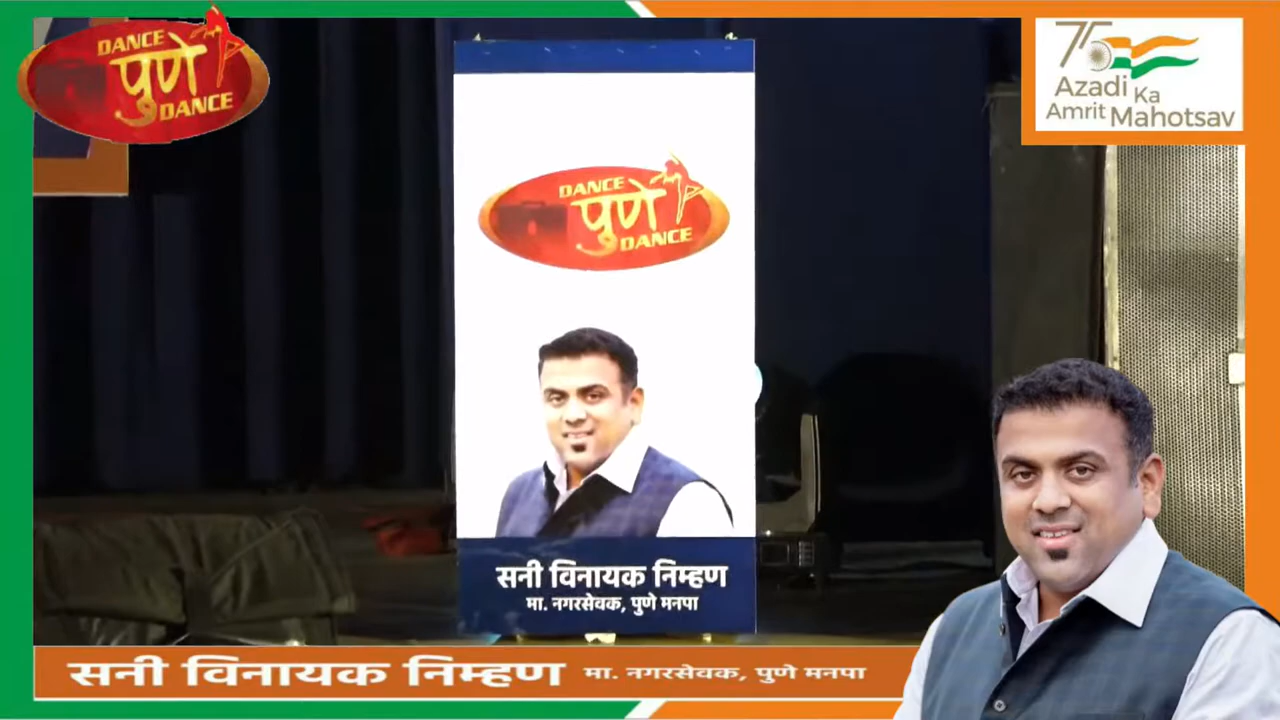 DANCE
पुणे
DANCE
75
Azadi Ka
Amrit Mahotsav
DANCE
पुणे
DANCE
सनी विनायक निम्हण
मा. नगरसेवक, पुणे मनपा
सनी विनायक निम्हण मा. नगरसेवक, पुणे मनपा